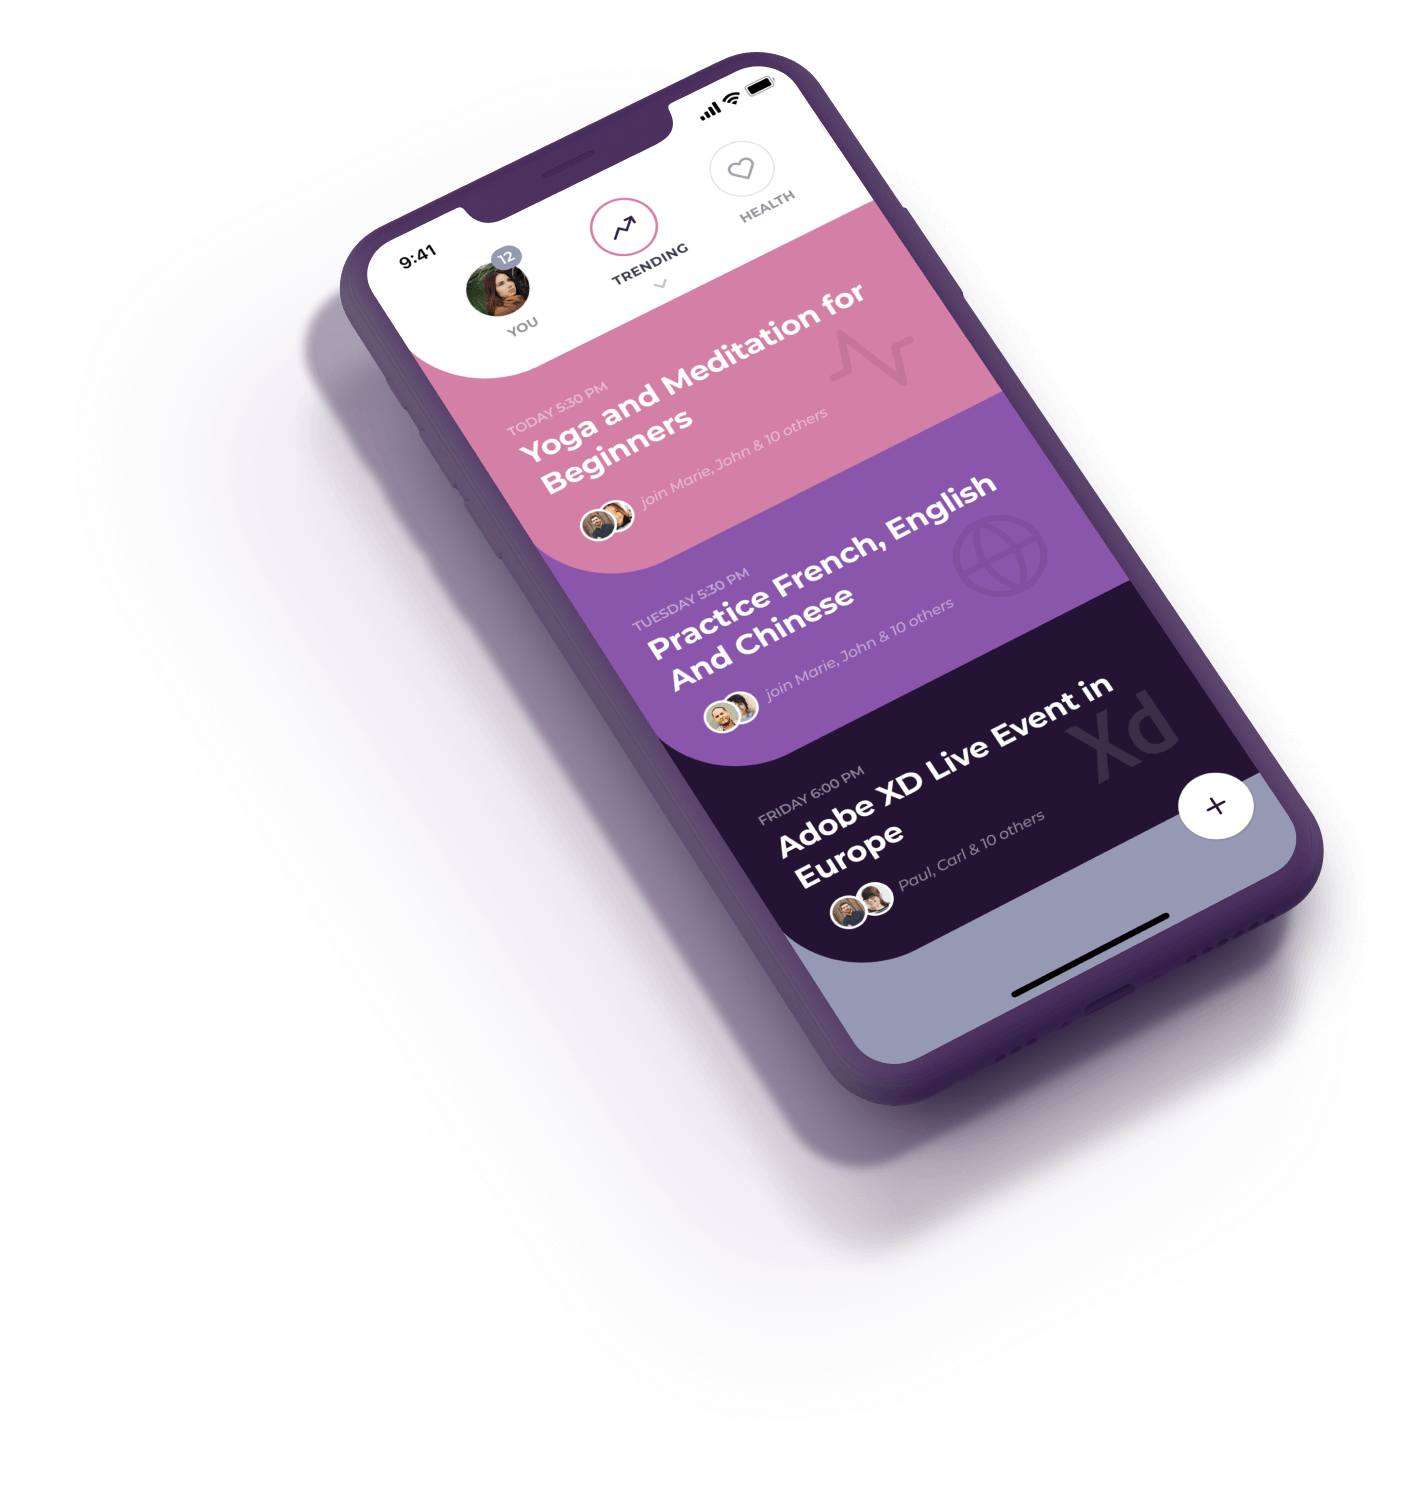 9:41
12
YOU
TRENDING
HEALTH
TODAY 5:30 PM
Yoga and Meditation for
Beginners
join Marie, John & 10 others
TUESDAY 5:30 PM
Practice French, English
And Chinese
join Marie, John & 10 others
FRIDAY 6:00 PM
Adobe XD Live Event in
Europe
Paul, Carl & 10 others
Xd
+